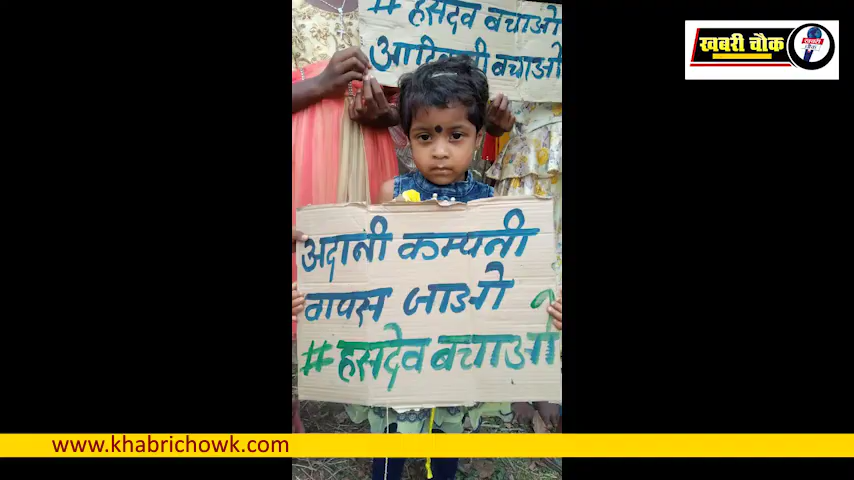 # हसदेव बचाओ
आदिवासी बचाओ
खबरी चौक
अदानी कम्पनी
वापस जाओ
#हसदेव बचाओ
www.khabrichowk.com